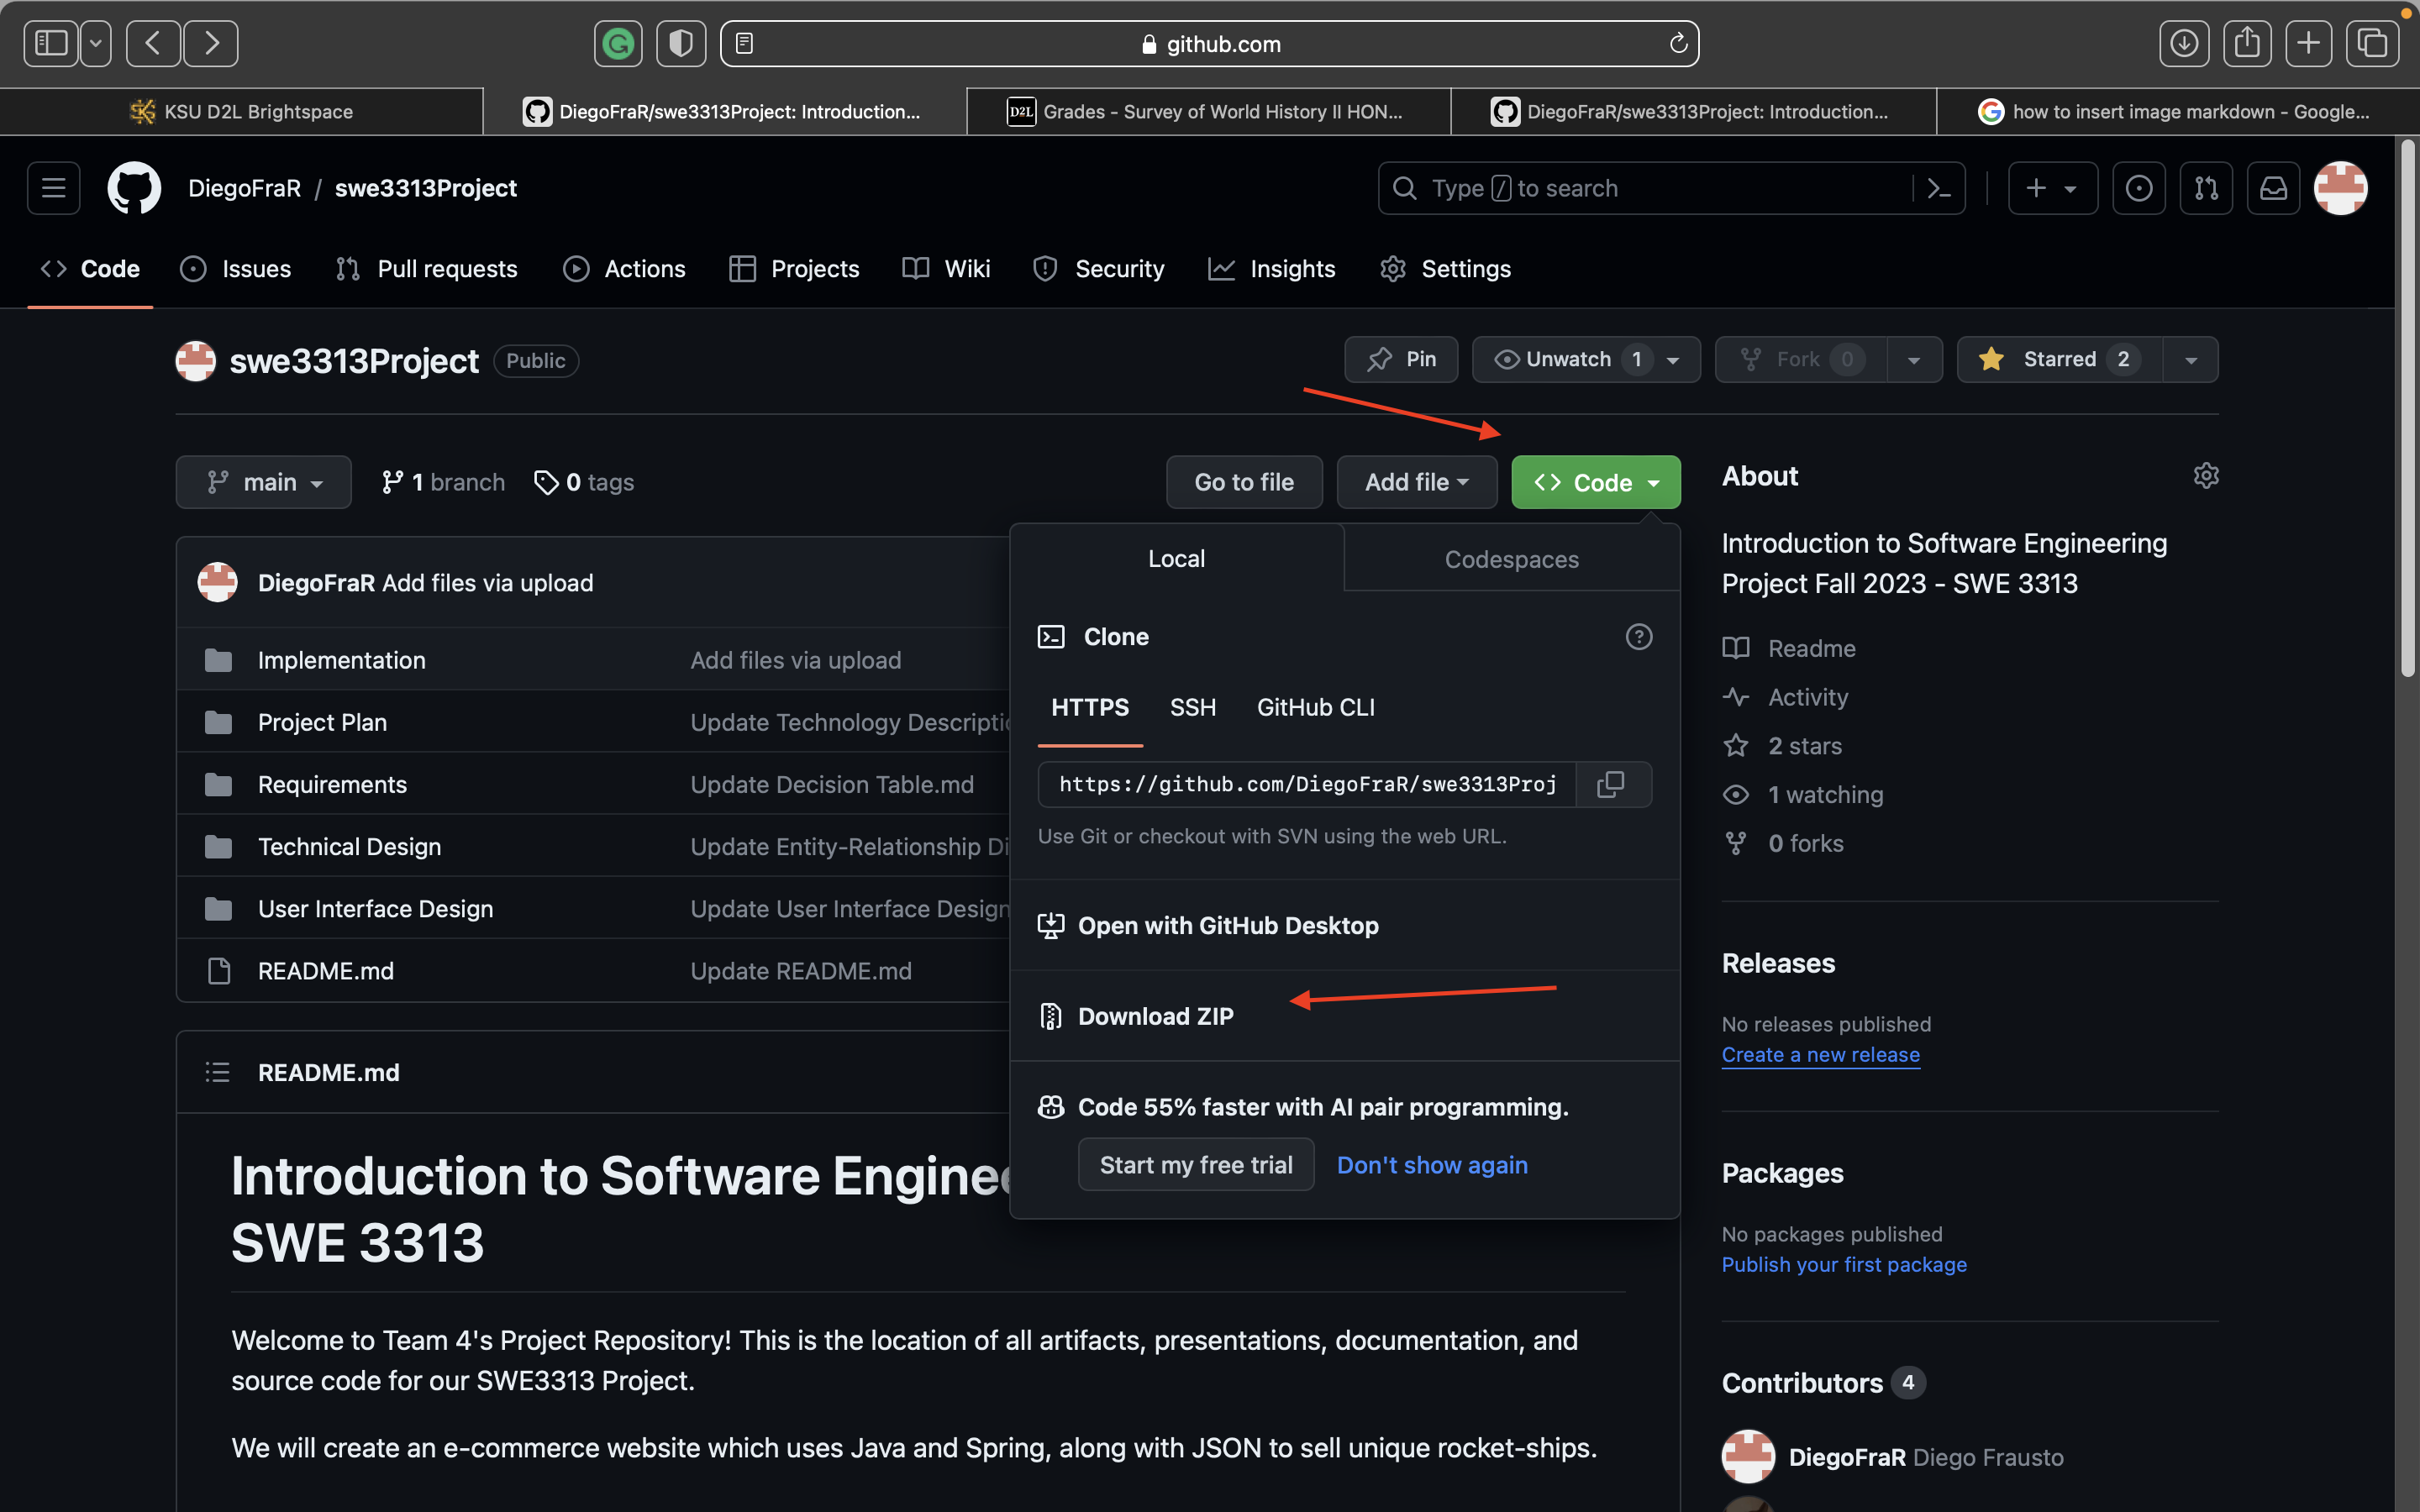 github.com
KSU D2L Brightspace
DiegoFraR/swe3313Project: Introduction...
D2L Grades - Survey of World History II HON...
DiegoFraR/swe3313Project: Introduction...
how to insert image markdown - Google...
DiegoFraR / swe3313Project
Type / to search
Code
Issues
Pull requests
Actions
Projects
Wiki
Security
Insights
Settings
swe3313Project Public
Pin
Unwatch 1
Fork 0
Starred 2
main
1 branch
0 tags
Go to file
Add file
Code
DiegoFraR Add files via upload
Implementation Add files via upload
Project Plan Update Technology Descriptio
Requirements Update Decision Table.md
Technical Design Update Entity-Relationship Di
User Interface Design Update User Interface Design
README.md Update README.md
Local
Codespaces
Clone
HTTPS SSH GitHub CLI
https://github.com/DiegoFraR/swe3313Proj
Use Git or checkout with SVN using the web URL.
Open with GitHub Desktop
Download ZIP
Code 55% faster with AI pair programming.
Start my free trial Don't show again
README.md
Introduction to Software Enginee
SWE 3313
Welcome to Team 4's Project Repository! This is the location of all artifacts, presentations, documentation, and
source code for our SWE3313 Project.
We will create an e-commerce website which uses Java and Spring, along with JSON to sell unique rocket-ships.
About
Introduction to Software Engineering
Project Fall 2023 - SWE 3313
Readme
Activity
2 stars
1 watching
0 forks
Releases
No releases published
Create a new release
Packages
No packages published
Publish your first package
Contributors 4
DiegoFraR Diego Frausto